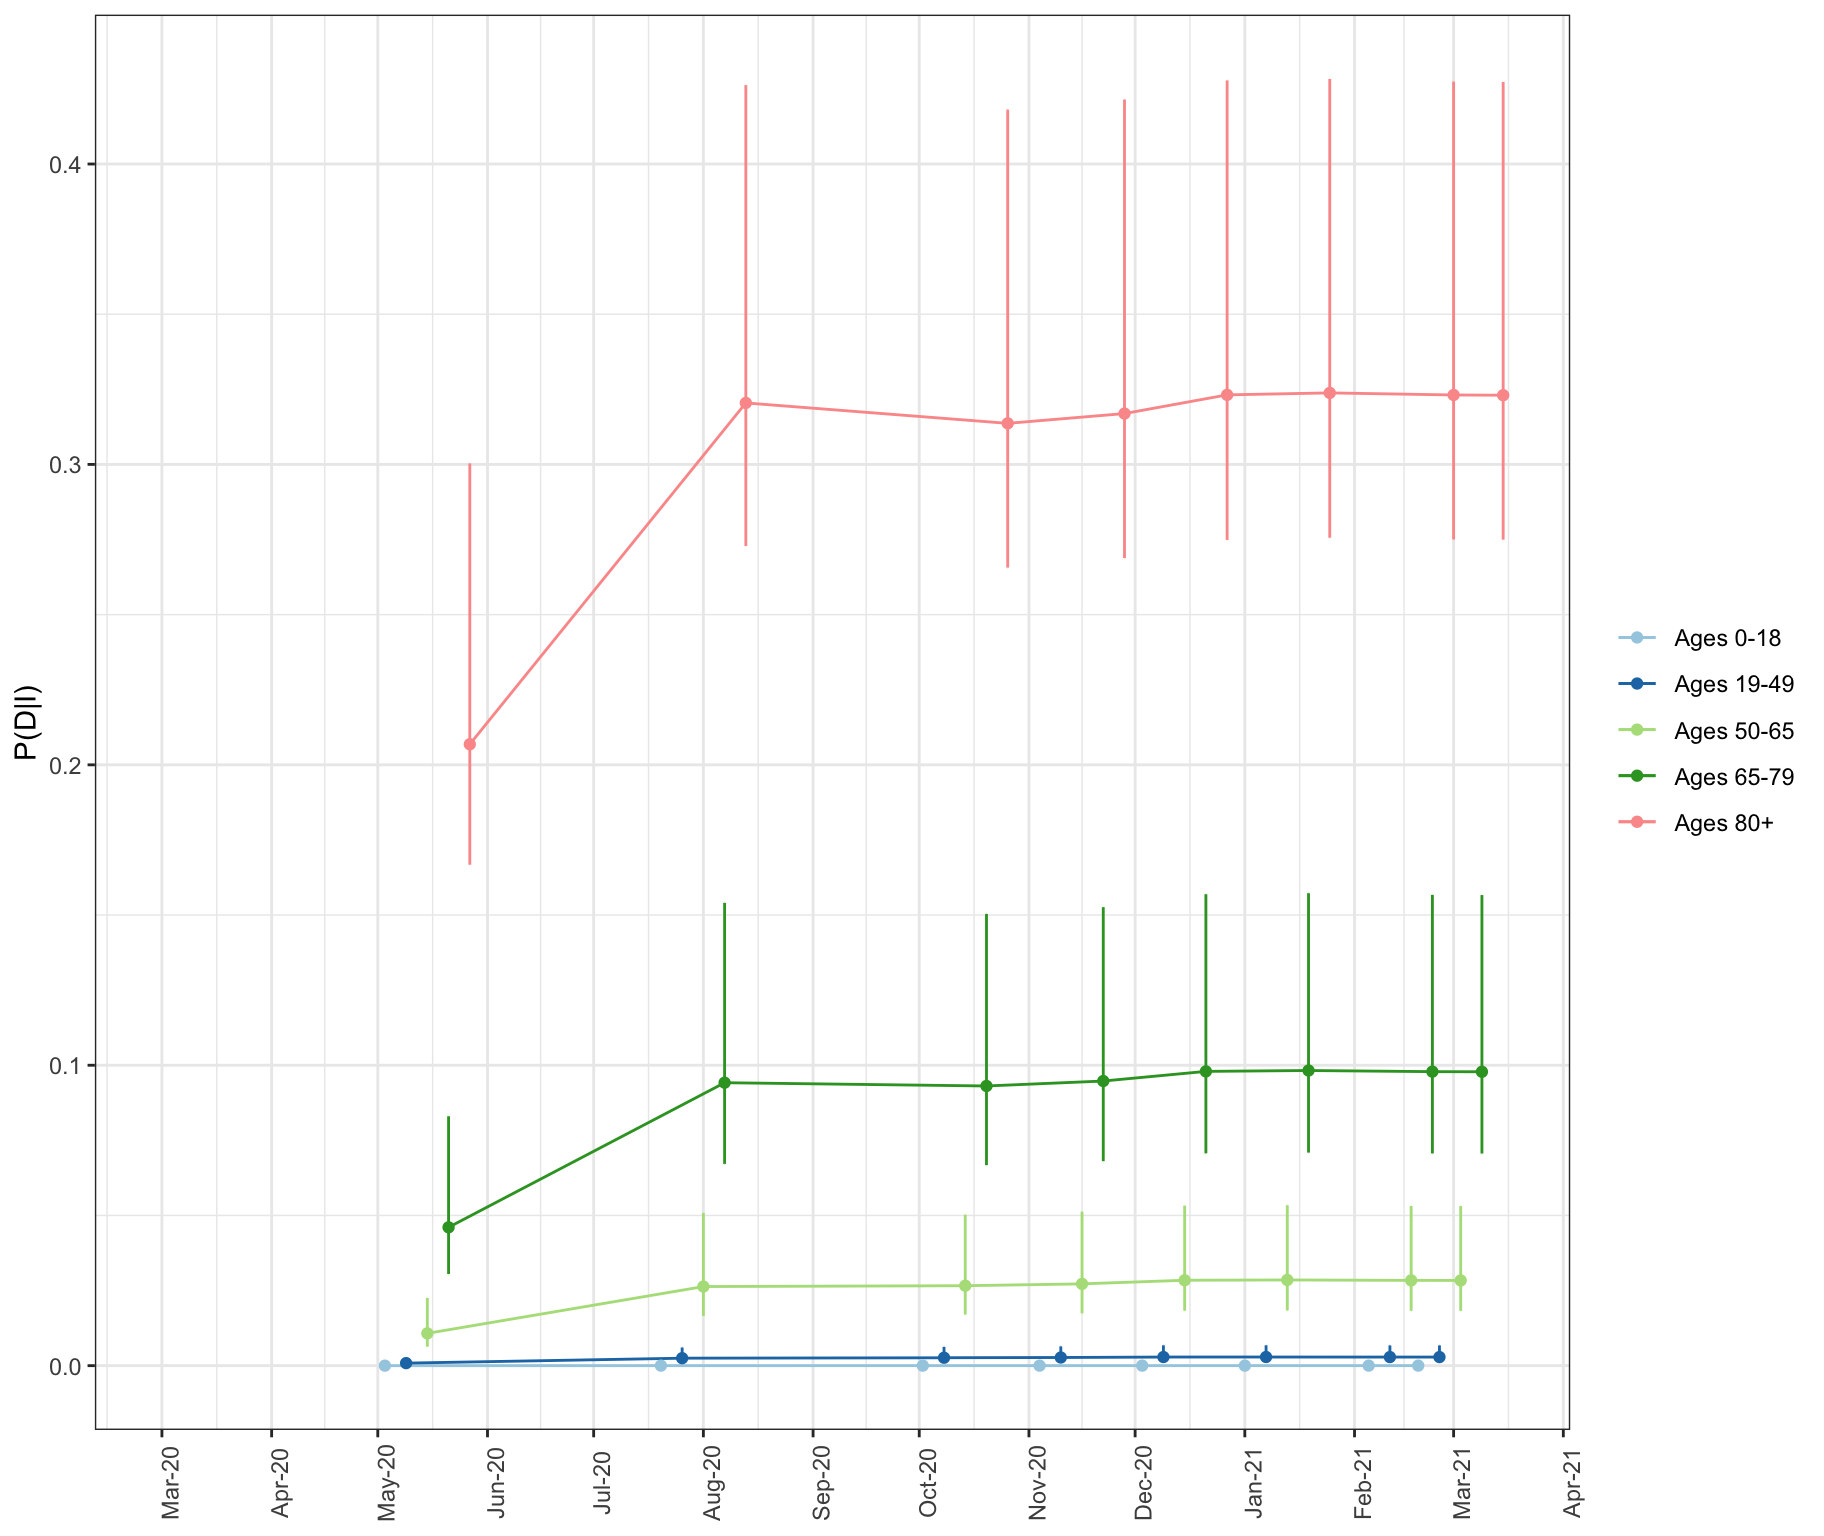 P(D|I)
0.4
0.3
0.2
0.1
0.0
Mar-20
Apr-20
May-20
Jun-20
Jul-20
Aug-20
Sep-20
Oct-20
Nov-20
Dec-20
Jan-21
Feb-21
Mar-21
Apr-21
Ages 0-18
Ages 19-49
Ages 50-65
Ages 65-79
Ages 80+